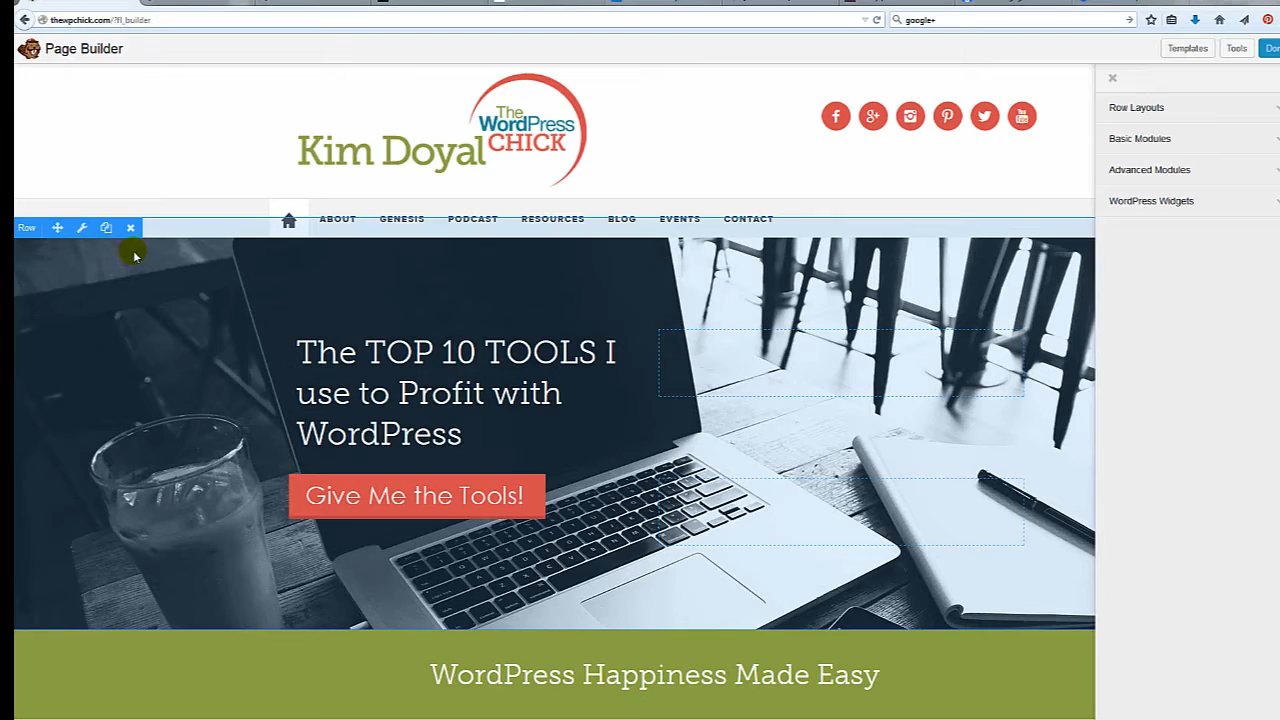 thewpchick.com/?fl_builder
google+
Page Builder
Templates
Tools
Row Layouts
Basic Modules
Advanced Modules
WordPress Widgets
Kim Doyal
The
WordPress
CHICK
You
Tube
Row
ABOUT
GENESIS
PODCAST
RESOURCES
BLOG
EVENTS
CONTACT
The TOP 10 TOOLS I
use to Profit with
WordPress
Give Me the Tools!
WordPress Happiness Made Easy